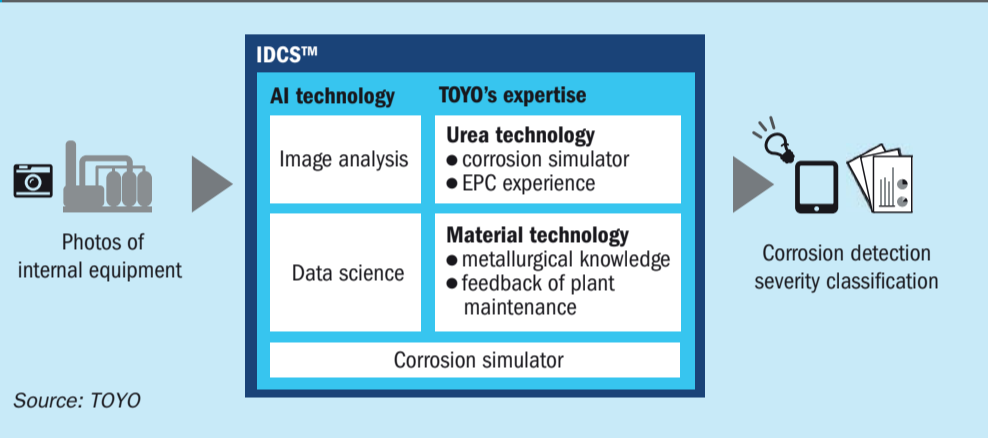 Photos of
internal equipment
IDCS™
AI technology
Image analysis
Data science
TOYO's expertise
Urea technology
● corrosion simulator
● EPC experience
Material technology
● metallurgical knowledge
● feedback of plant
maintenance
Corrosion simulator
Corrosion detection
severity classification
Source: TOYO